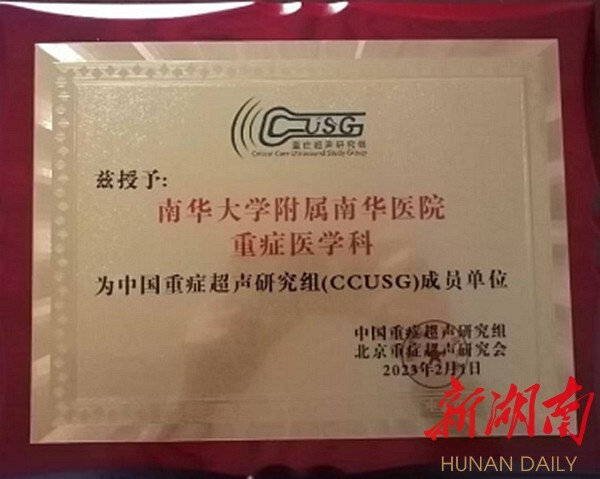 CCUSG
重症超声研究组
Critical Care Ultrasound Study Group
兹授予:
南华大学附属南华医院
重症医学科
为中国重症超声研究组(CCUSG)成员单位
中国重症超声研究组
北京重症超声研究会
2023年2月1日
新湖南
HUNAN DAILY